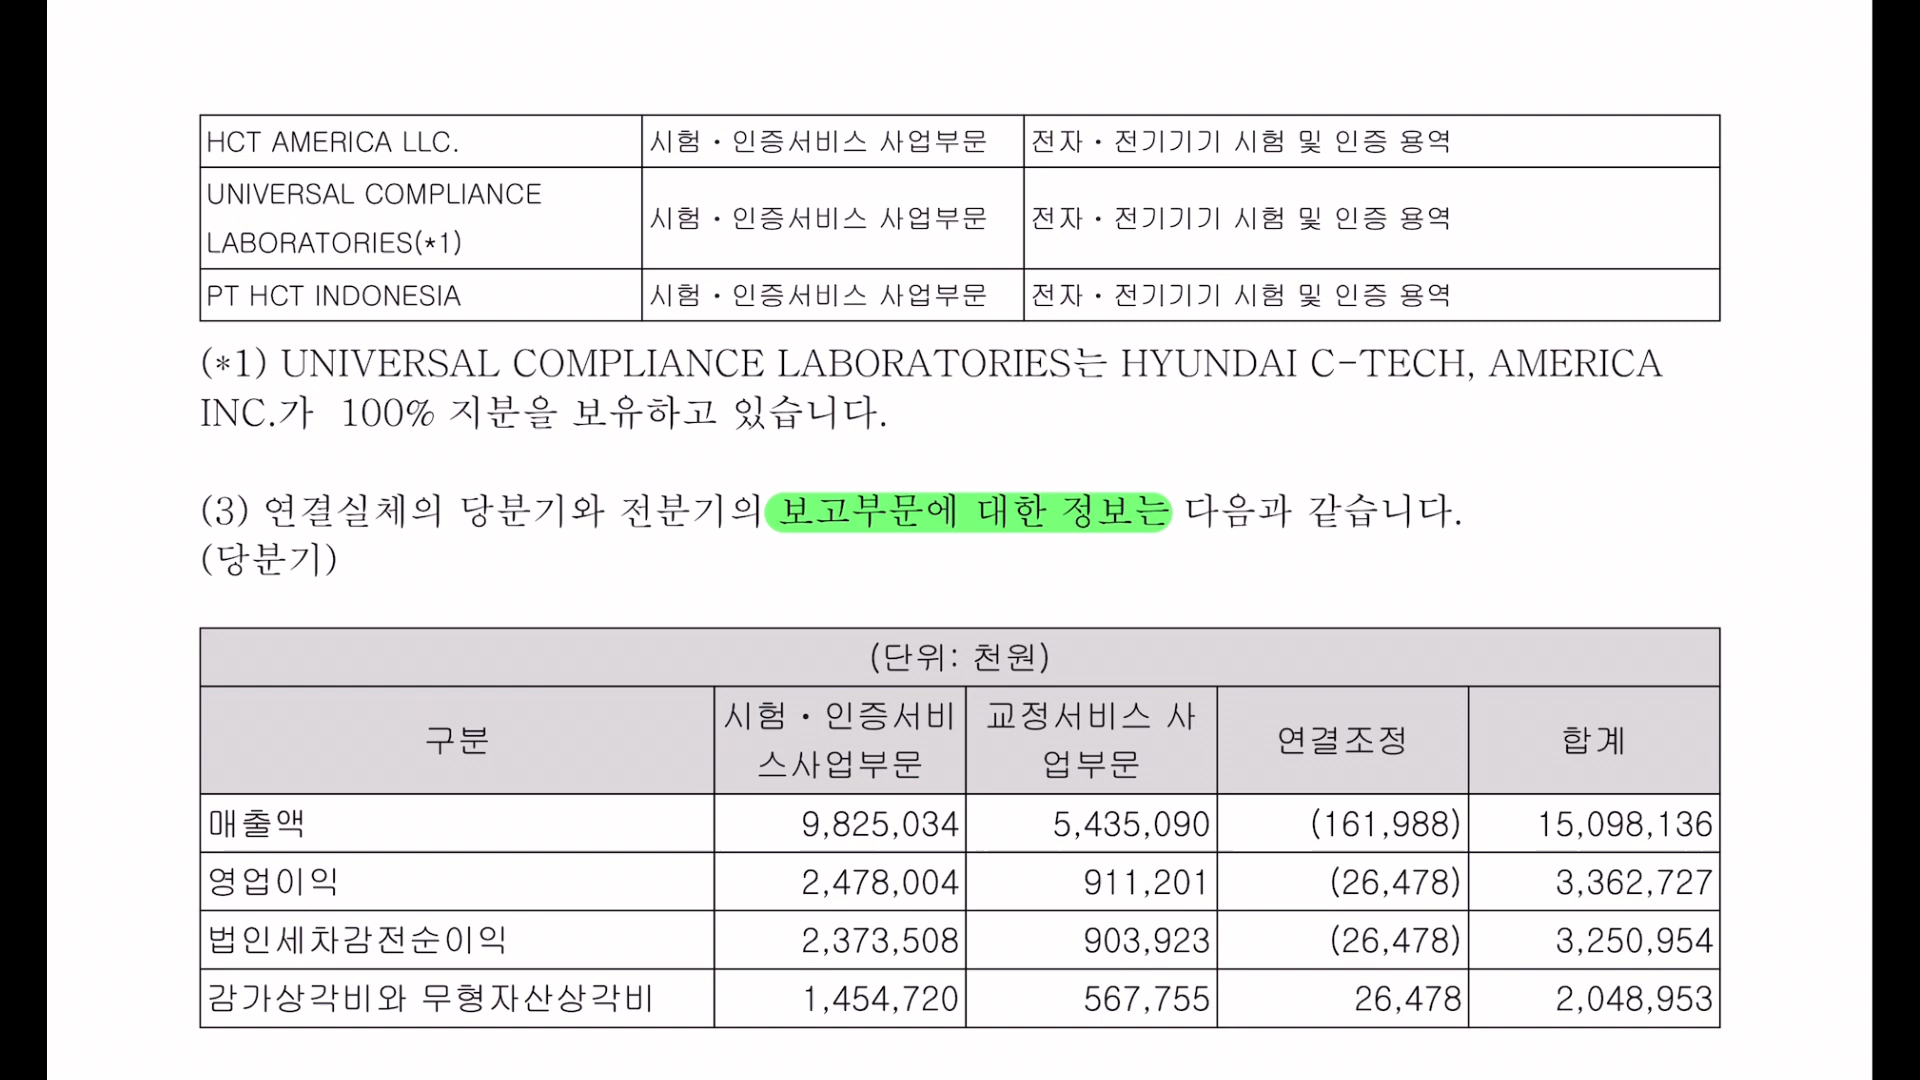 HCT AMERICA LLC. 시험·인증서비스 사업부문 전자·전기기기 시험 및 인증 용역
UNIVERSAL COMPLIANCE
LABORATORIES(*1) 시험·인증서비스 사업부문 전자·전기기기 시험 및 인증 용역
PT HCT INDONESIA 시험·인증서비스 사업부문 전자·전기기기 시험 및 인증 용역
(*1) UNIVERSAL COMPLIANCE LABORATORIES는 HYUNDAI C-TECH, AMERICA
INC.가 100% 지분을 보유하고 있습니다.
(3) 연결실체의 당분기와 전분기의 보고부문에 대한 정보는 다음과 같습니다.
(당분기)
(단위: 천원)
구분 시험·인증서비 교정서비스 사 연결조정 합계
스사업부문 업부문
매출액 9,825,034 5,435,090 (161,988) 15,098,136
영업이익 2,478,004 911,201 (26,478) 3,362,727
법인세차감전순이익 2,373,508 903,923 (26,478) 3,250,954
감가상각비와 무형자산상각비 1,454,720 567,755 26,478 2,048,953